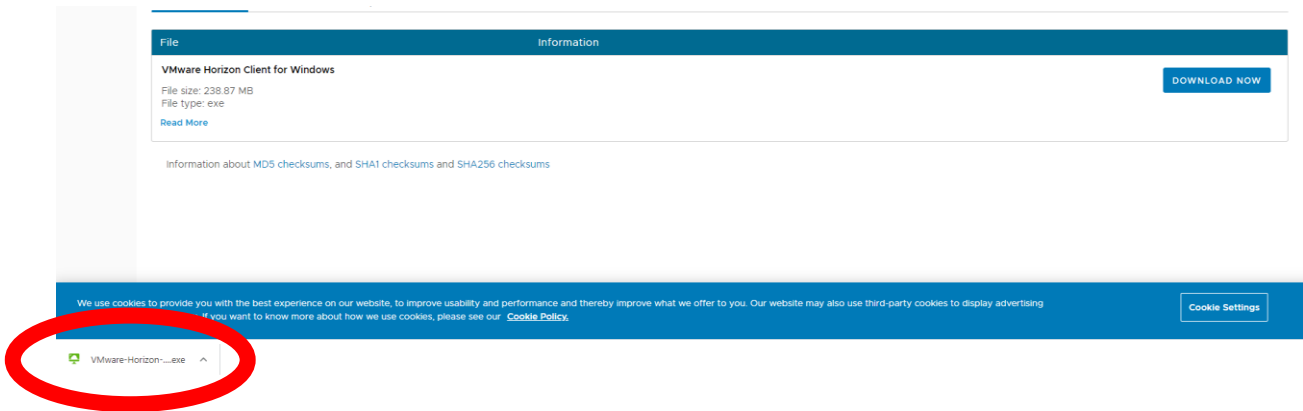 File Information
VMware Horizon Client for Windows
File size: 238.87 MB
File type: exe
Read More
DOWNLOAD NOW
Information about MD5 checksums, and SHA1 checksums and SHA256 checksums
We use cookies to provide you with the best experience on our website, to improve usability and performance and thereby improve what we offer to you. Our website may also use third-party cookies to display advertising
If you want to know more about how we use cookies, please see our Cookie Policy.
Cookie Settings
VMware-Horizon-....exe